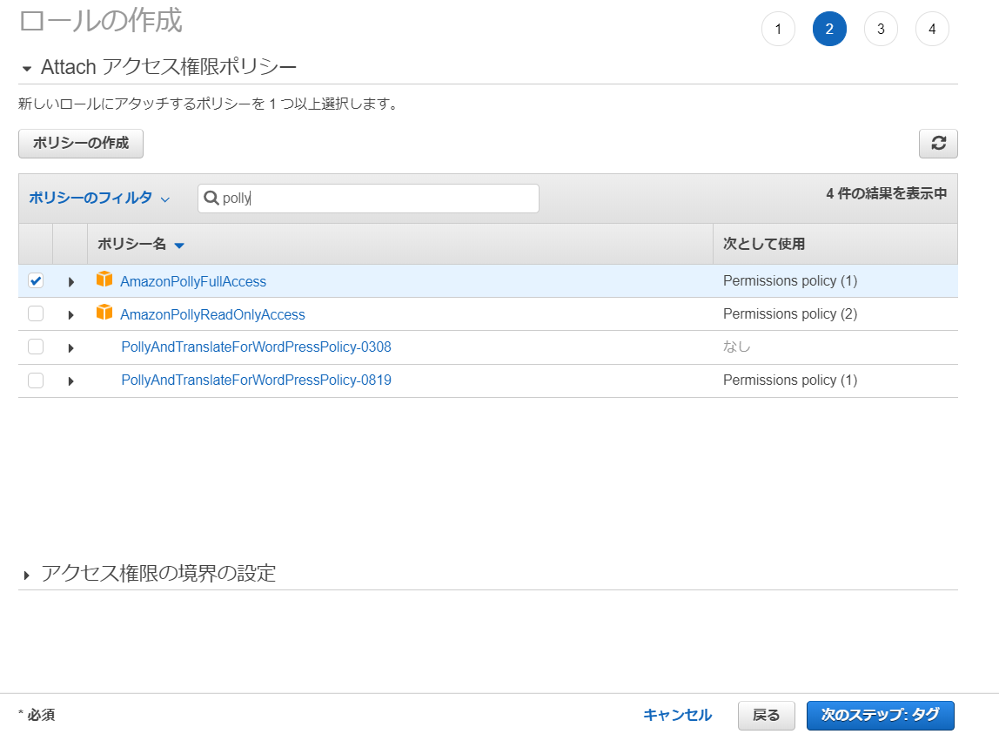 ロールの作成
1 2 3 4
Attach アクセス権限ポリシー
新しいロールにアタッチするポリシーを 1 つ以上選択します。
ポリシーの作成
ポリシーのフィルタ polly 4 件の結果を表示中
ポリシー名 次として使用
AmazonPollyFullAccess Permissions policy (1)
AmazonPollyReadOnlyAccess Permissions policy (2)
PollyAndTranslateForWordPressPolicy-0308 なし
PollyAndTranslateForWordPressPolicy-0819 Permissions policy (1)
アクセス権限の境界の設定
* 必須 キャンセル 戻る 次のステップ: タグ